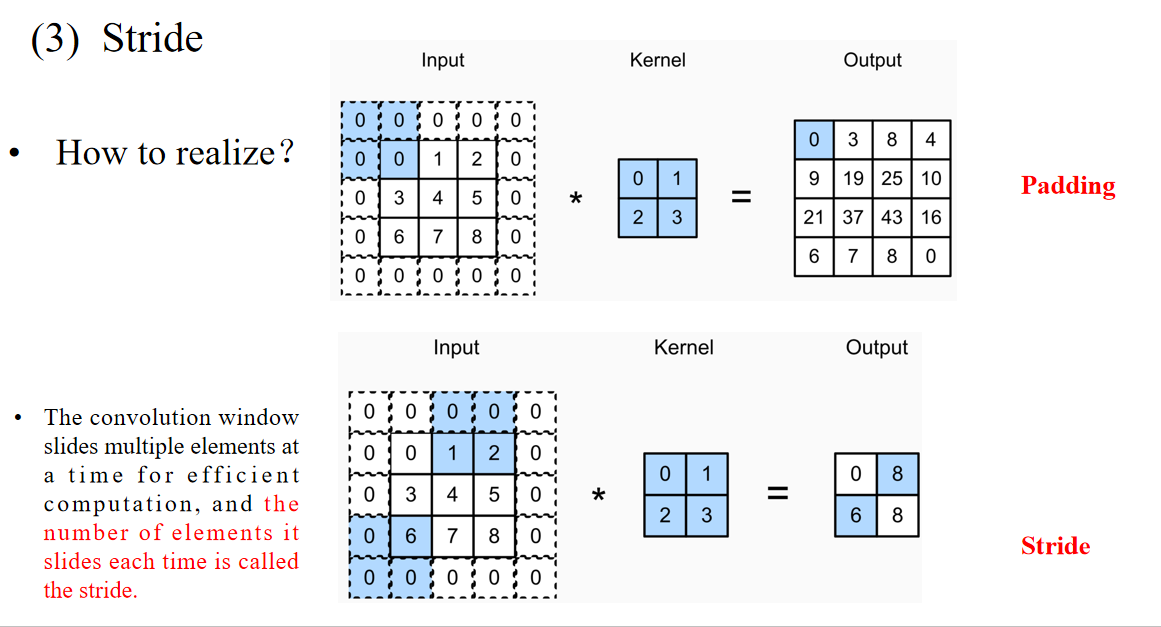 (3) Stride
Input Kernel Output
0 0 0 0 0
0 0 1 2 0
0 3 4 5 0
0 6 7 8 0
0 0 0 0 0
*
0 1
2 3
=
0 3 8 4
9 19 25 10
21 37 43 16
6 7 8 0
• How to realize?
Padding
Input Kernel Output
0 0 0 0 0
0 0 1 2 0
0 3 4 5 0
0 6 7 8 0
0 0 0 0 0
*
0 1
2 3
=
0 8
6 8
• The convolution window
slides multiple elements at
a time for efficient
computation, and the
number of elements it
slides each time is called
the stride.
Stride